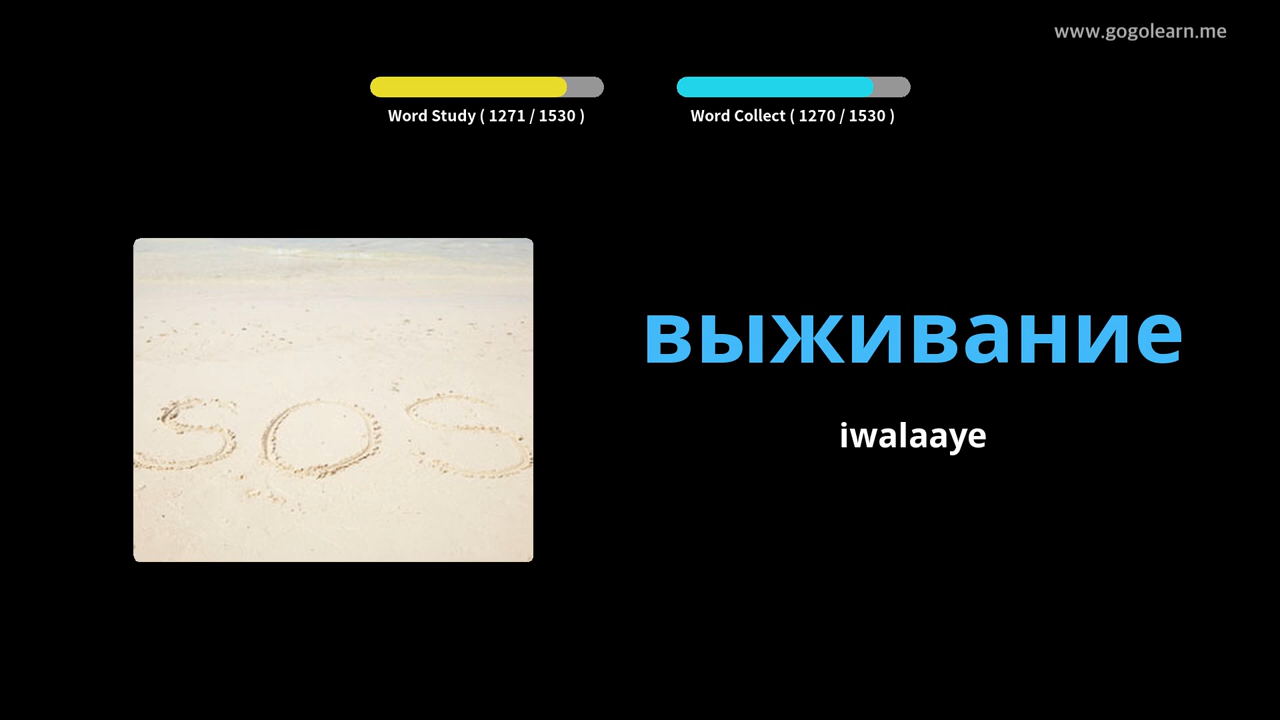 www.gogolearn.me
Word Study ( 1271 / 1530 )
Word Collect ( 1270 / 1530 )
SOS
выживание
iwalaaye